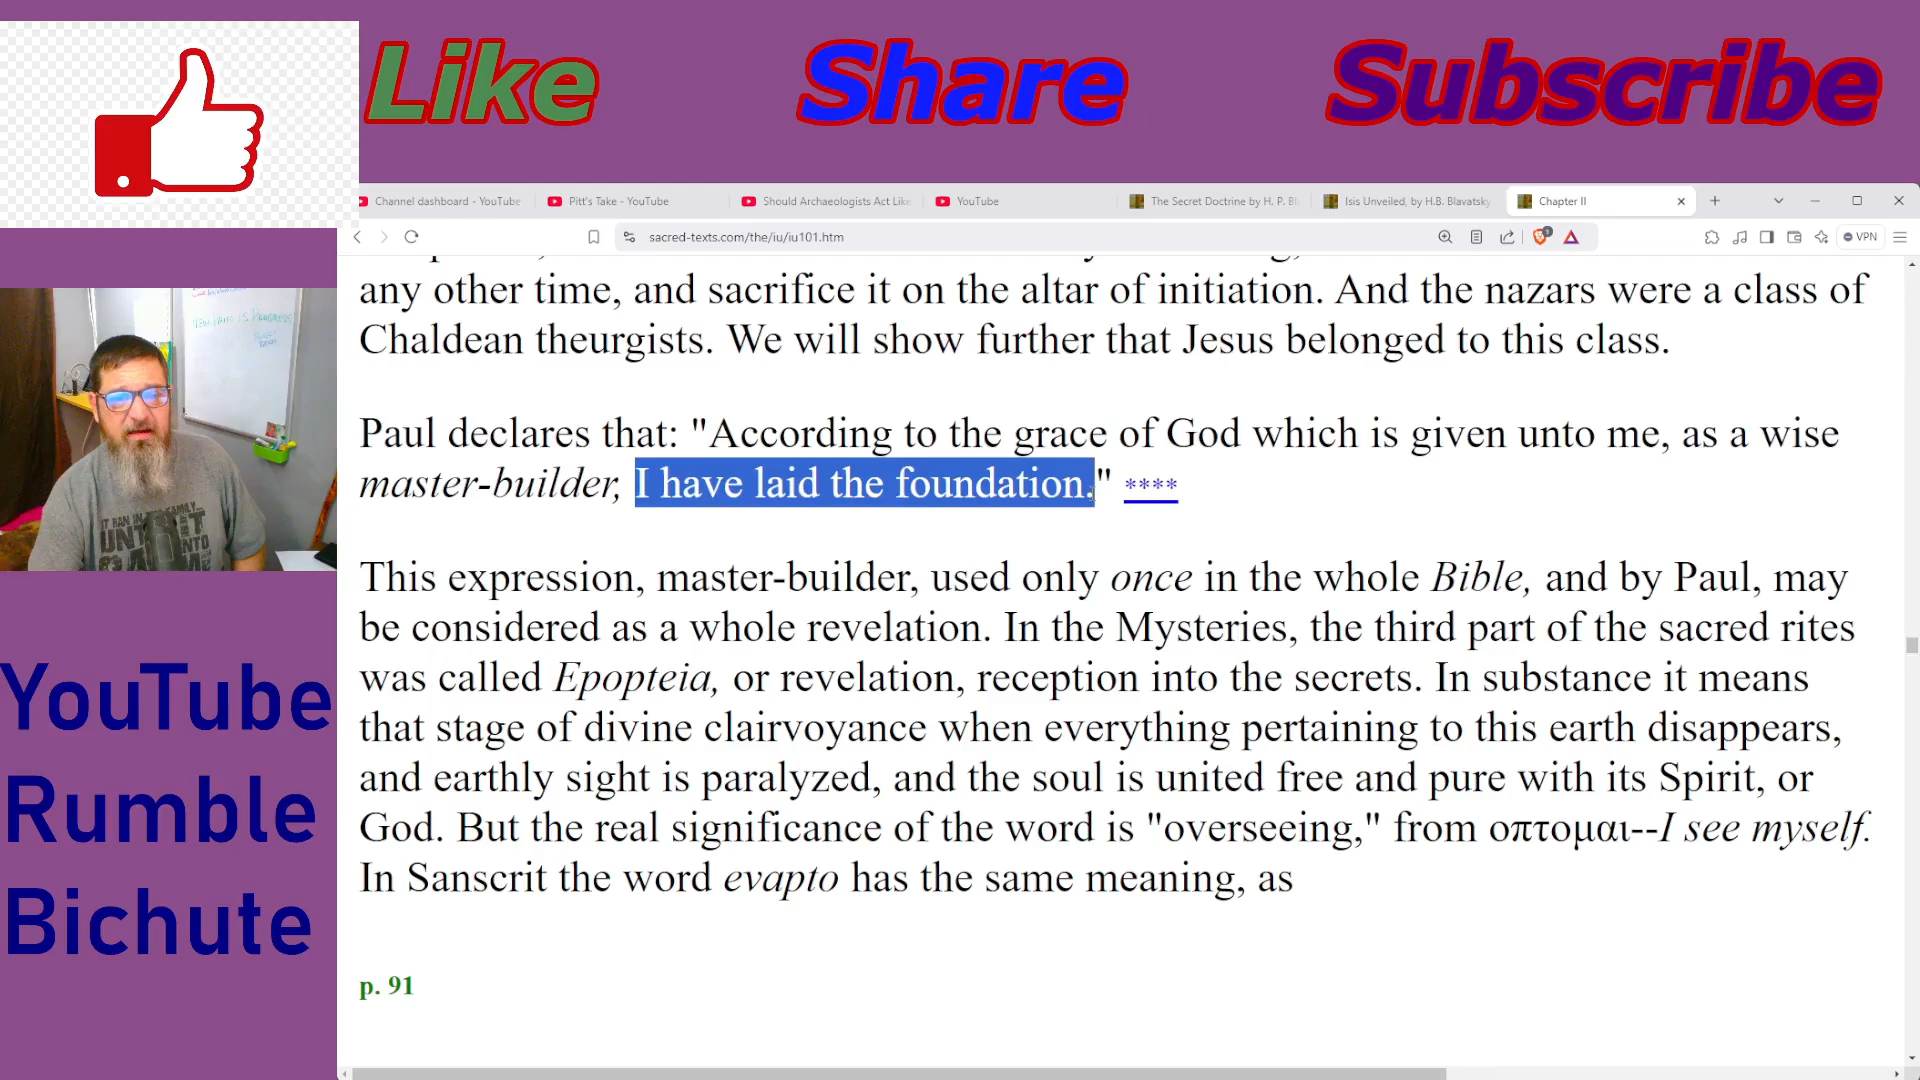 Like Share Subscribe
Channel dashboard - YouTube
Pitt's Take - YouTube
Should Archaeologists Act Like
YouTube
The Secret Doctrine by H. P. Bl
Isis Unveiled, by H.B. Blavatsky
Chapter II
sacred-texts.com/the/iu/iu101.htm
1
VPN
any other time, and sacrifice it on the altar of initiation. And the nazars were a class of
Chaldean theurgists. We will show further that Jesus belonged to this class.
Paul declares that: "According to the grace of God which is given unto me, as a wise
master-builder, I have laid the foundation." ****
This expression, master-builder, used only once in the whole Bible, and by Paul, may
be considered as a whole revelation. In the Mysteries, the third part of the sacred rites
was called Epopteia, or revelation, reception into the secrets. In substance it means
that stage of divine clairvoyance when everything pertaining to this earth disappears,
and earthly sight is paralyzed, and the soul is united free and pure with its Spirit, or
God. But the real significance of the word is "overseeing," from οπτομαι--I see myself.
In Sanscrit the word evapto has the same meaning, as
p. 91
IT RAN IN THE FAMILY...
UNT
YouTube
Rumble
Bichute